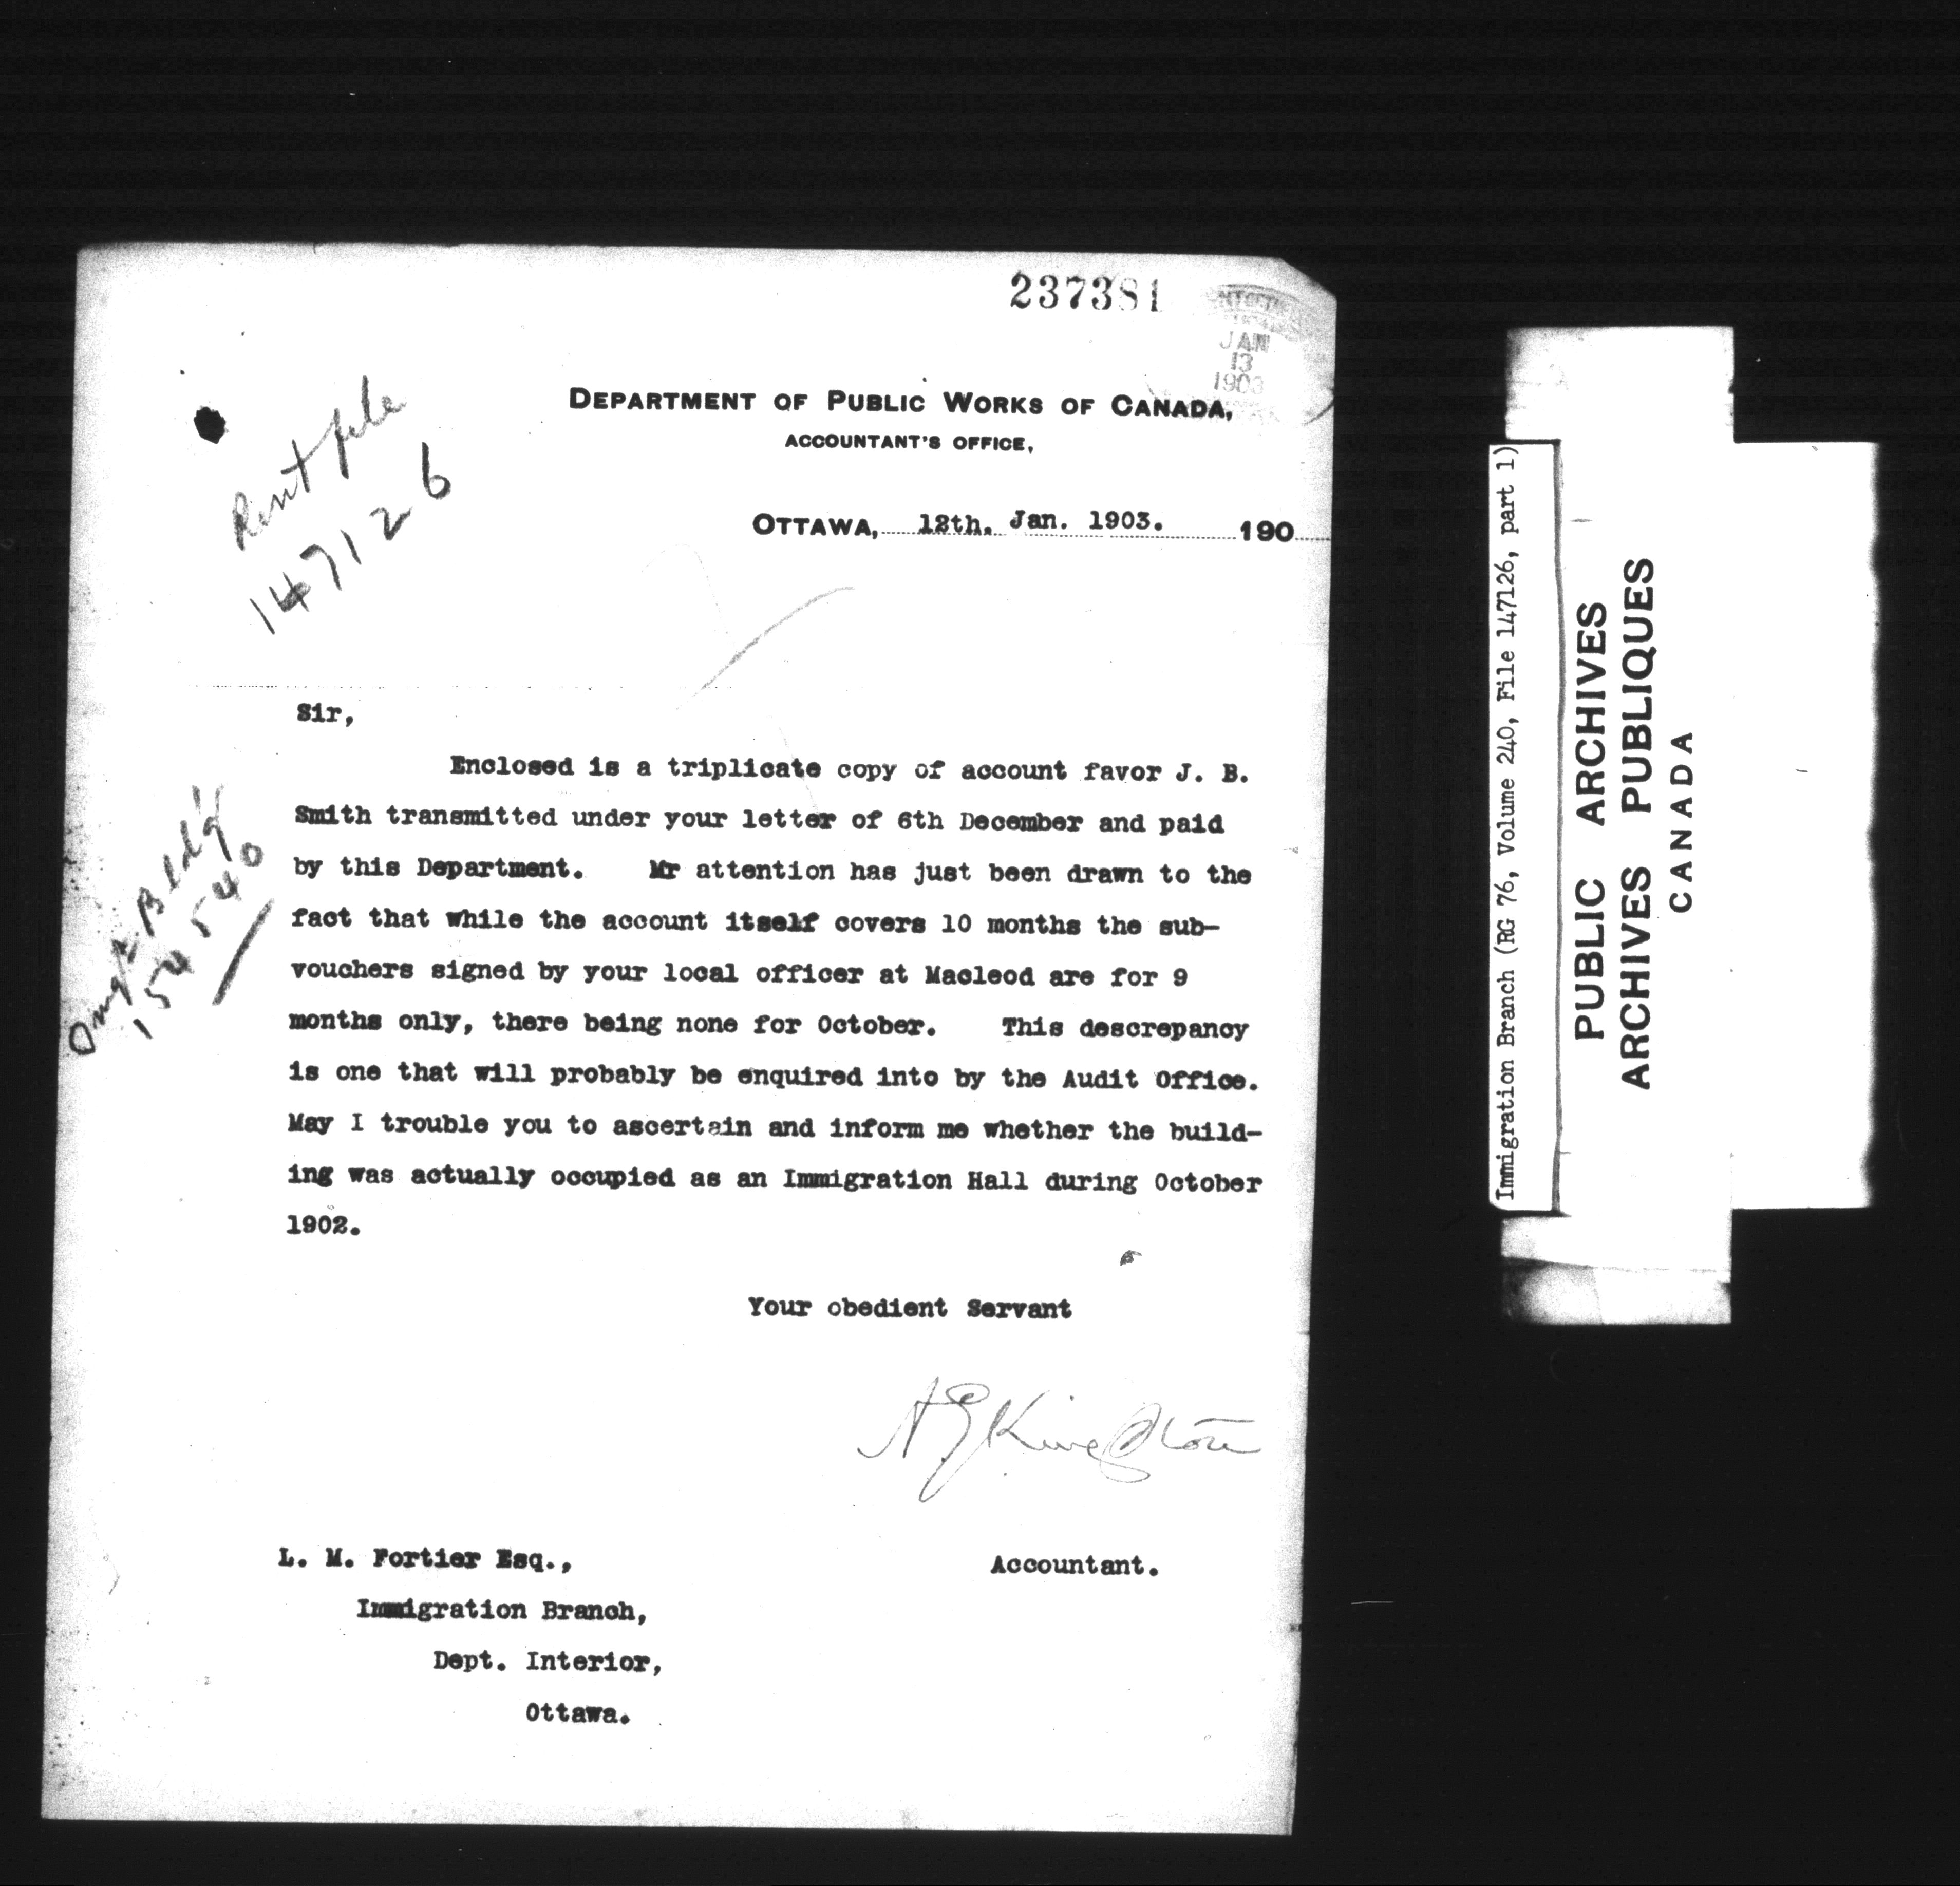 237381
JAN
13
1903
DEPARTMENT OF PUBLIC WORKS OF CANADA,
ACCOUNTANT'S OFFICE,
OTTAWA, 12th. Jan. 1903. 190
Rent file
147126
Sir,
Enclosed is a triplicate copy of account favor J. B.
Smith transmitted under your letter of 6th December and paid
by this Department. Mr attention has just been drawn to the
fact that while the account itself covers 10 months the sub-
vouchers signed by your local officer at Macleod are for 9
months only, there being none for October. This descrepancy
is one that will probably be enquired into by the Audit Office.
May I trouble you to ascertain and inform me whether the build-
ing was actually occupied as an Immigration Hall during October
1902.
Bld'g
154540
Your obedient Servant
Accountant.
L. M. Fortier Esq.,
Immigration Branch,
Dept. Interior,
Ottawa.
Immigration Branch (RG 76, Volume 240, File 147126, part 1)
PUBLIC ARCHIVES
ARCHIVES PUBLIQUES
CANADA